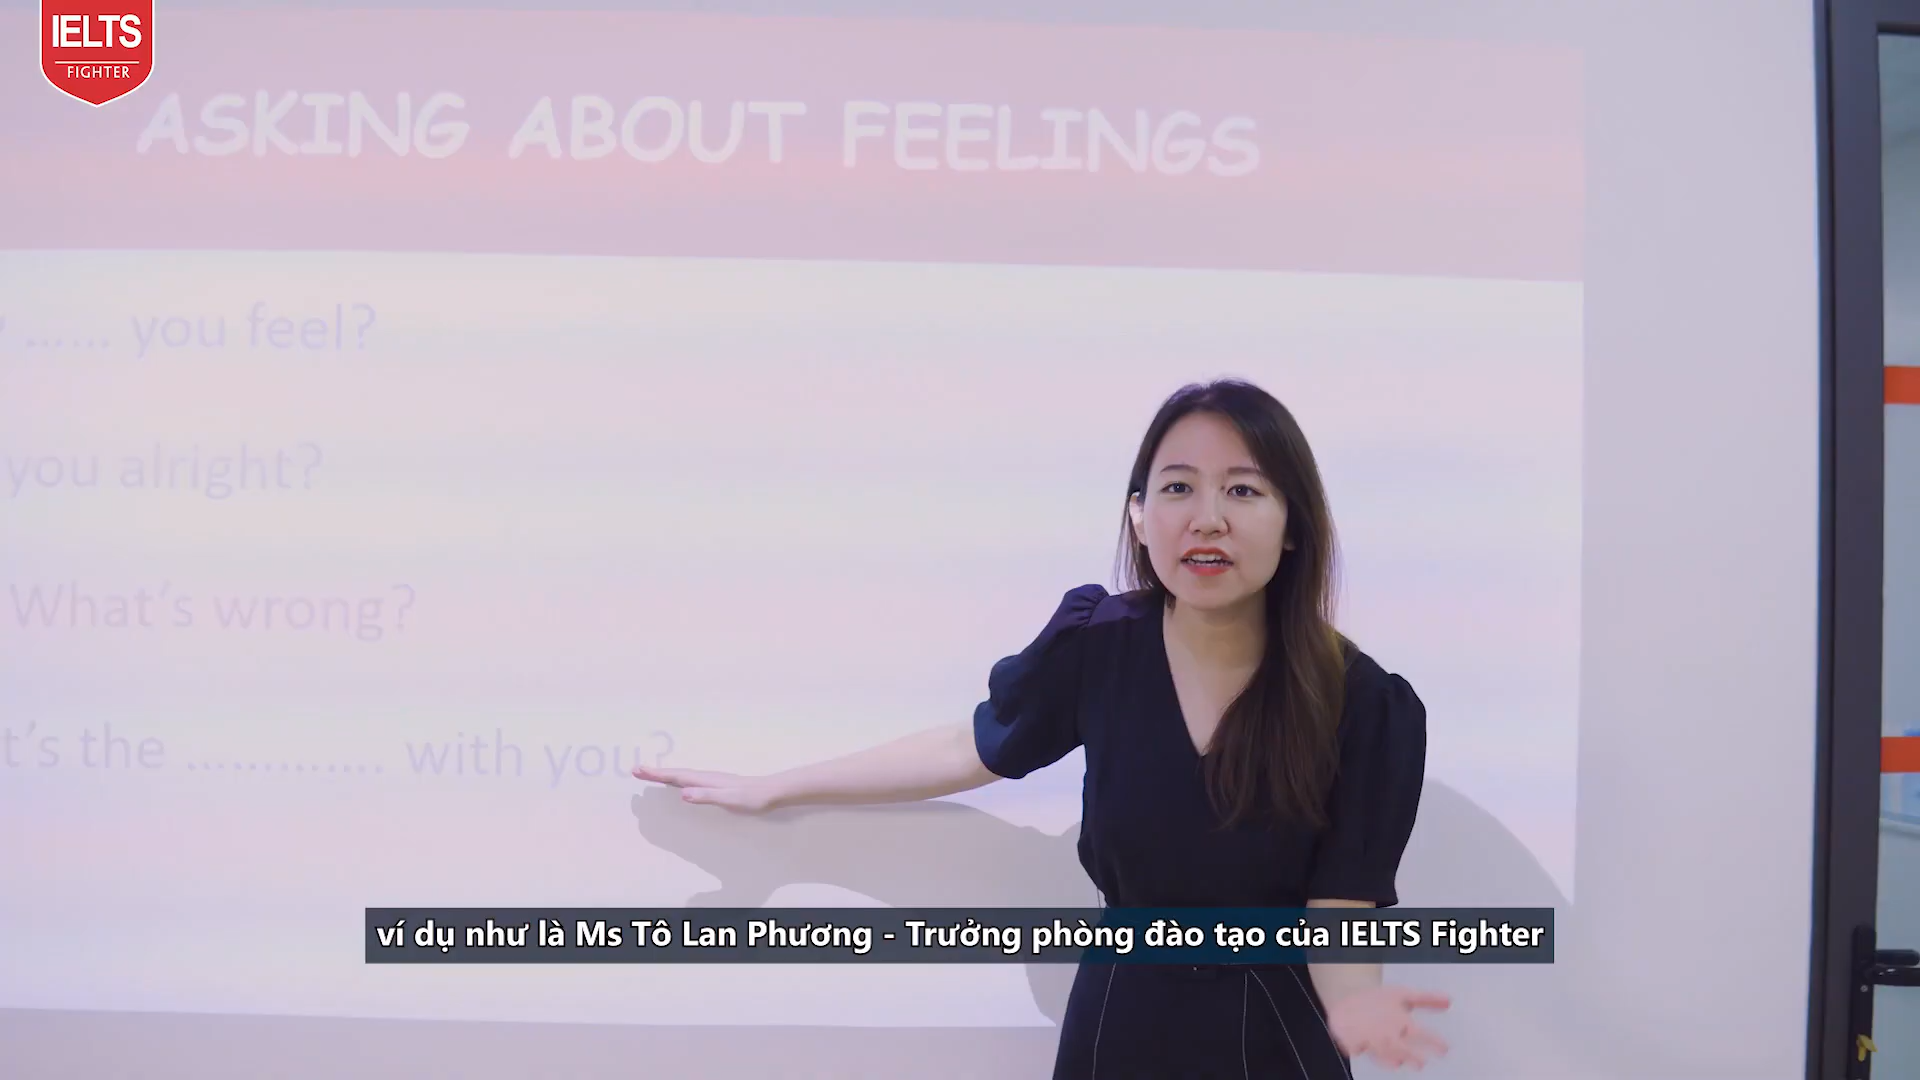 IELTS
FIGHTER
ASKING ABOUT FEELINGS
...... you feel?
you alright?
What's wrong?
t's the ............. with you?
ví dụ như là Ms Tô Lan Phương - Trưởng phòng đào tạo của IELTS Fighter